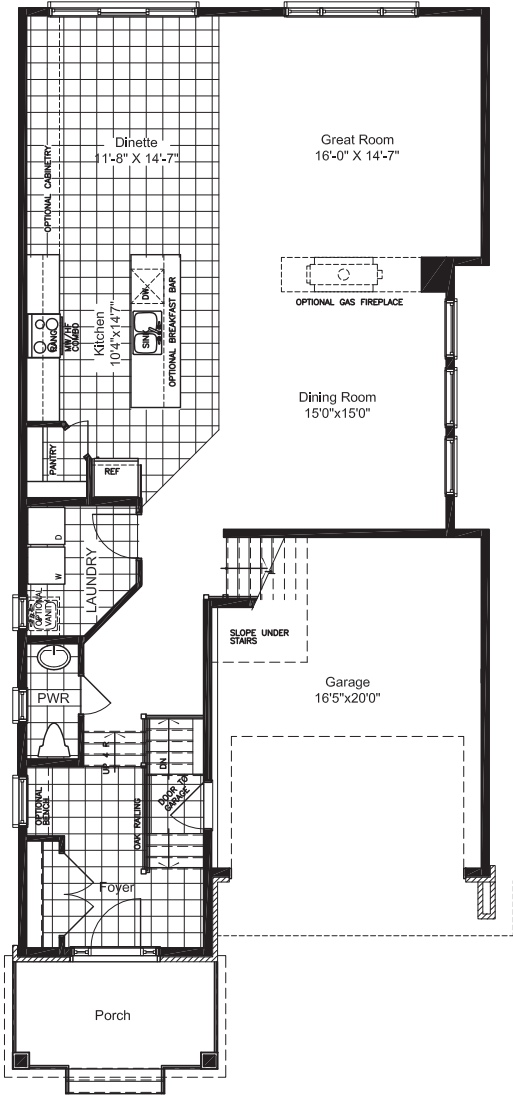 Dinette
11'-8" X 14'-7"
Great Room
16'-0" X 14'-7"
OPTIONAL CABINETRY
OPTIONAL GAS FIREPLACE
DW
SINK
OPTIONAL BREAKFAST BAR
Kitchen
10'4"x14'7"
RANGE
MW/HF
COMBO
Dining Room
15'0"x15'0"
PANTRY
REF
D
W
LAUNDRY
OPTIONAL
VANITY
SLOPE UNDER
STAIRS
PWR
Garage
16'5"x20'0"
UP 4 R
DN
DOOR TO
GARAGE
OAK RAILING
OPTIONAL
BENCH
Foyer
Porch